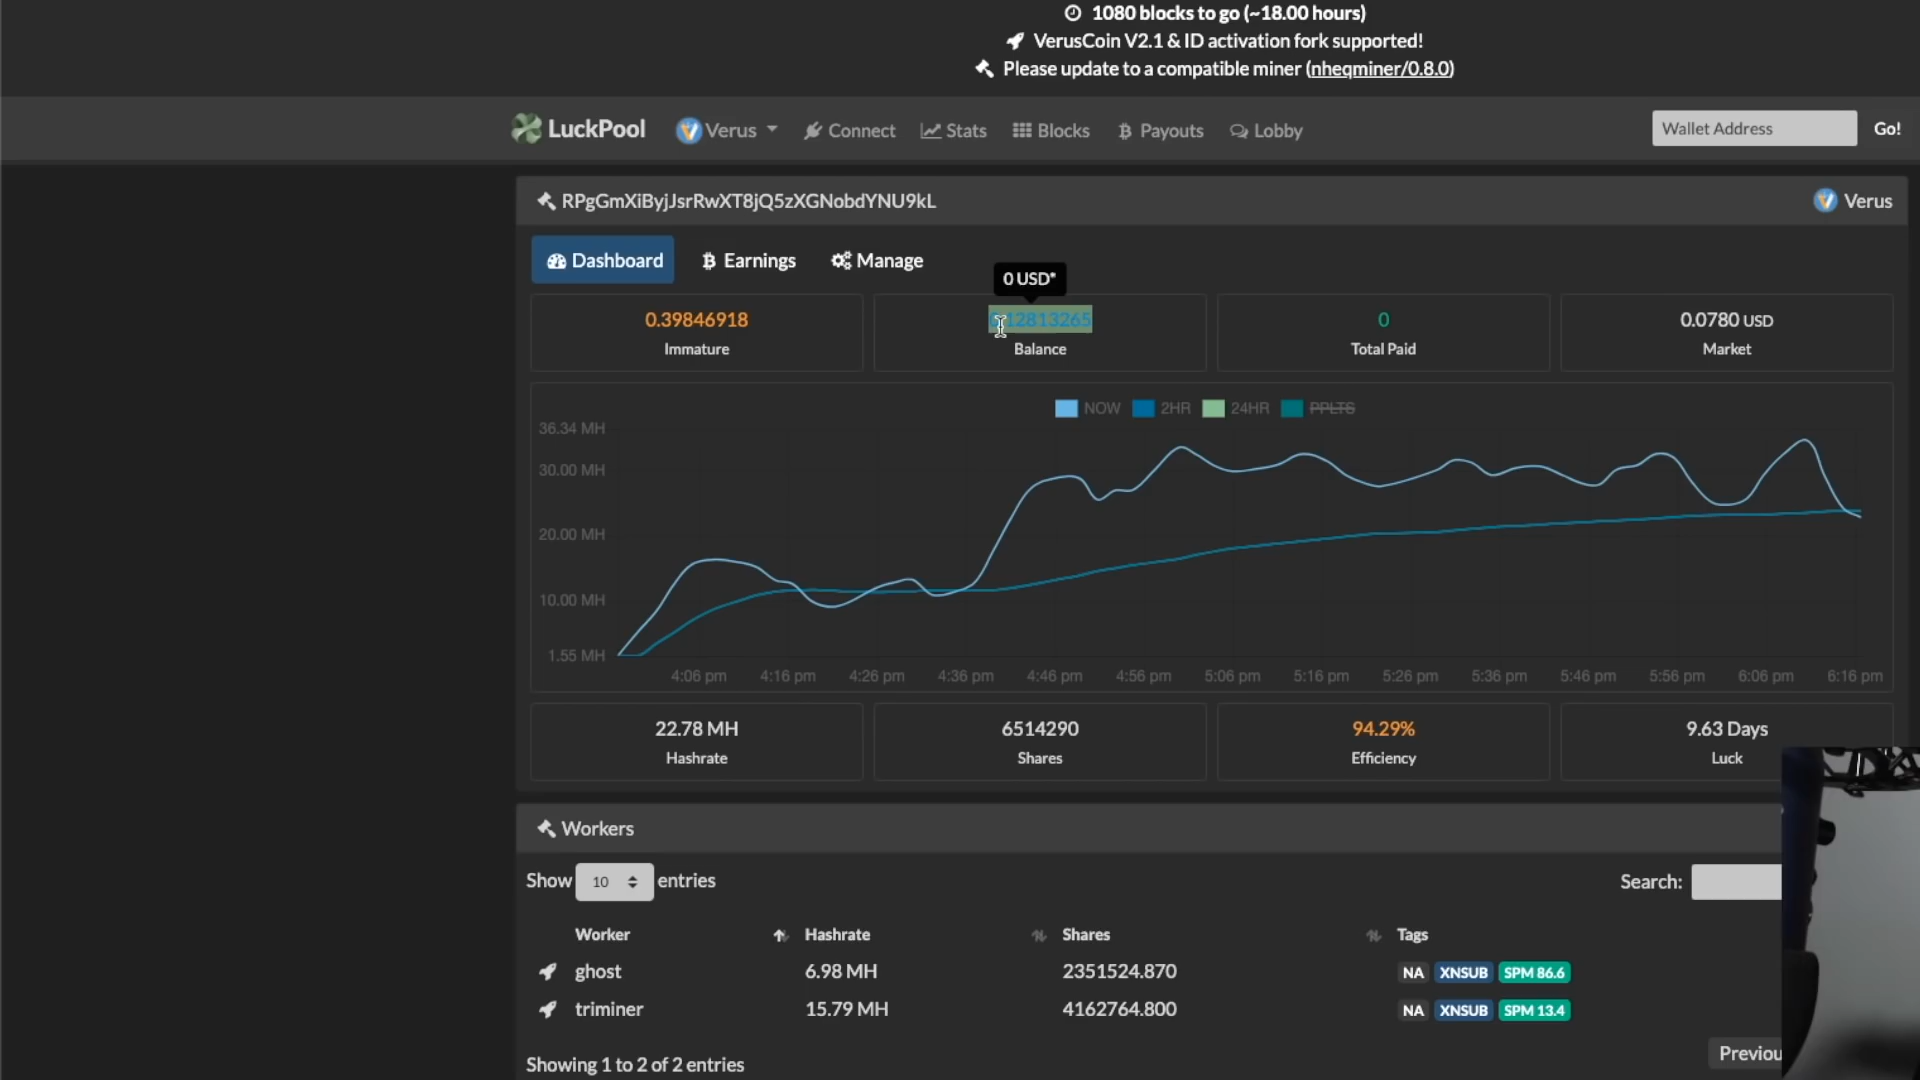 1080 blocks to go (~18.00 hours)
VerusCoin V2.1 & ID activation fork supported!
Please update to a compatible miner (nheqminer/0.8.0)
LuckPool Verus Connect Stats Blocks Payouts Lobby Wallet Address Go!
RPgGmXiByjJsrRwXT8jQ5zXGNobdYNU9kL Verus
Dashboard Earnings Manage
0 USD*
0.39846918 0.12813265 0 0.0780 USD
Immature Balance Total Paid Market
NOW 2HR 24HR PPLTS
36.34 MH
30.00 MH
20.00 MH
10.00 MH
1.55 MH
4:06 pm 4:16 pm 4:26 pm 4:36 pm 4:46 pm 4:56 pm 5:06 pm 5:16 pm 5:26 pm 5:36 pm 5:46 pm 5:56 pm 6:06 pm 6:16 pm
22.78 MH 6514290 94.29% 9.63 Days
Hashrate Shares Efficiency Luck
Workers
Show 10 entries Search:
Worker Hashrate Shares Tags
ghost 6.98 MH 2351524.870 NA XNSUB SPM 86.6
triminer 15.79 MH 4162764.800 NA XNSUB SPM 13.4
Previou
Showing 1 to 2 of 2 entries